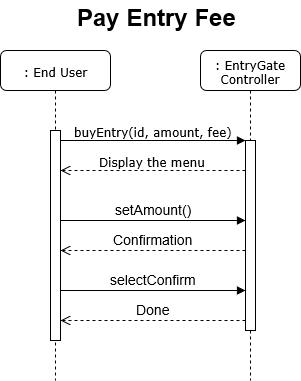 Pay Entry Fee
: End User
: EntryGate
Controller
buyEntry(id, amount, fee)
Display the menu
setAmount()
Confirmation
selectConfirm
Done